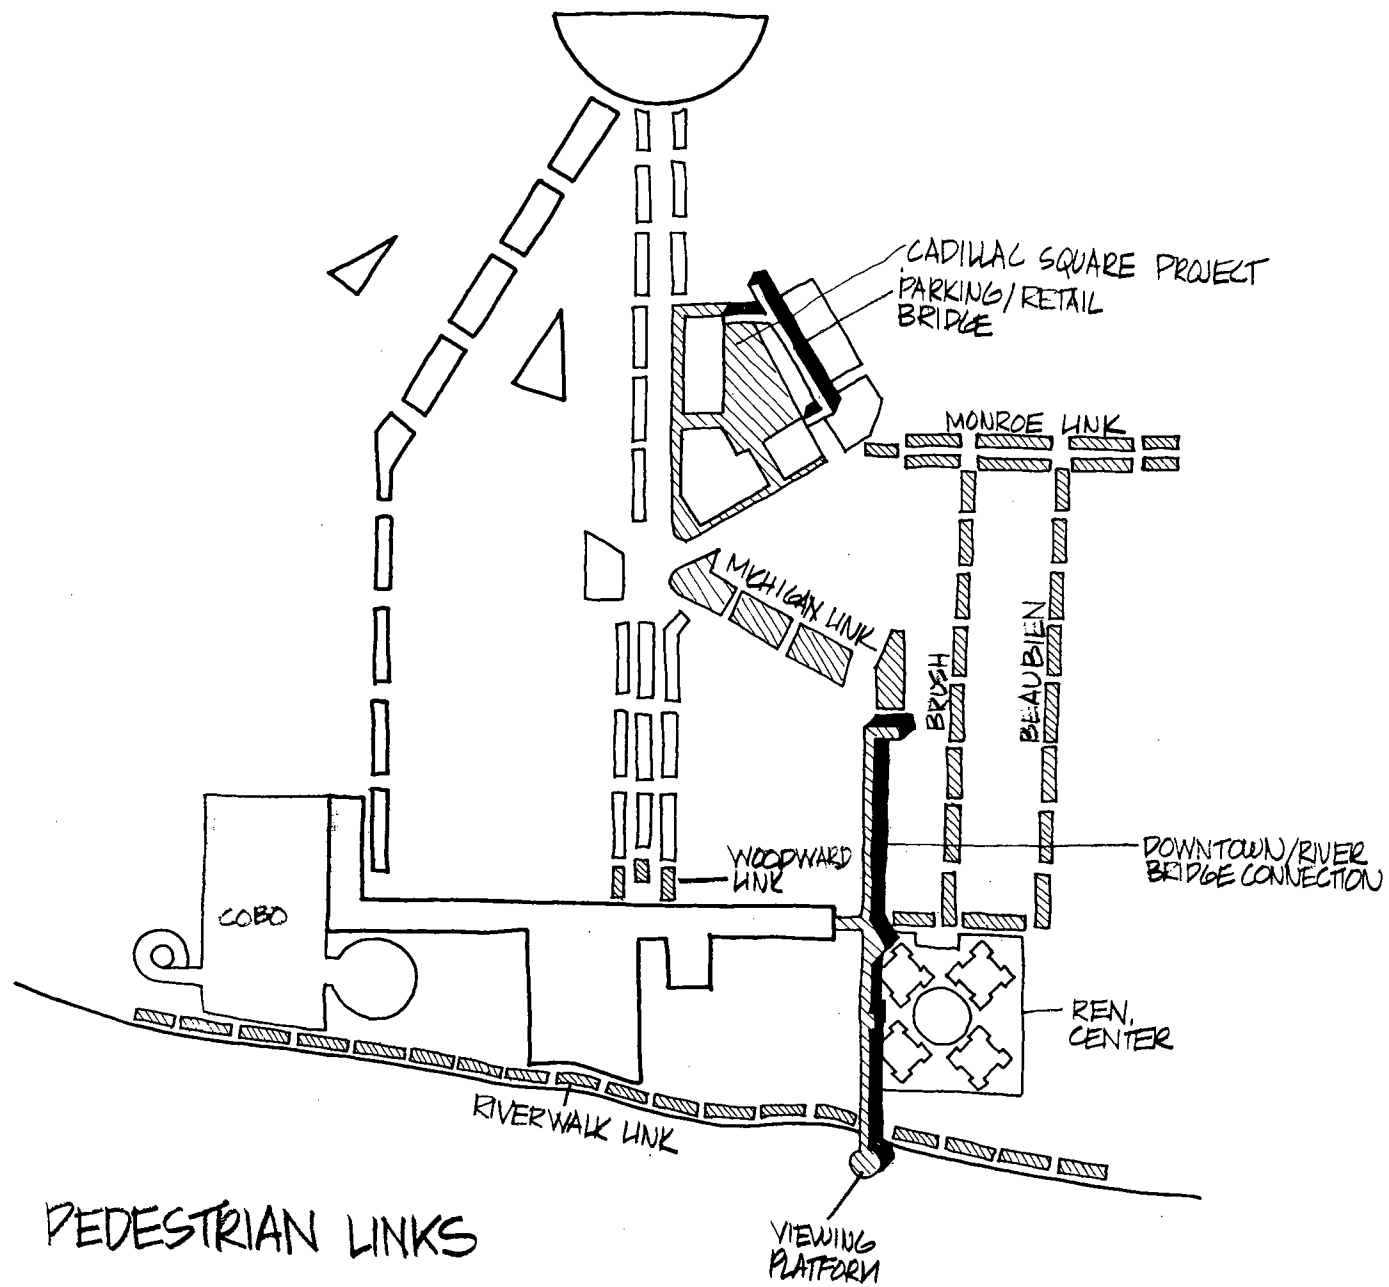 CADILLAC SQUARE PROJECT
PARKING/RETAIL
BRIDGE
MONROE LINK
MICHIGAN LINK
BRUSH
BEAUBIEN
WOODWARD
LINK
DOWNTOWN/RIVER
BRIDGE CONNECTION
COBO
REN.
CENTER
RIVERWALK LINK
PEDESTRIAN LINKS
VIEWING
PLATFORM